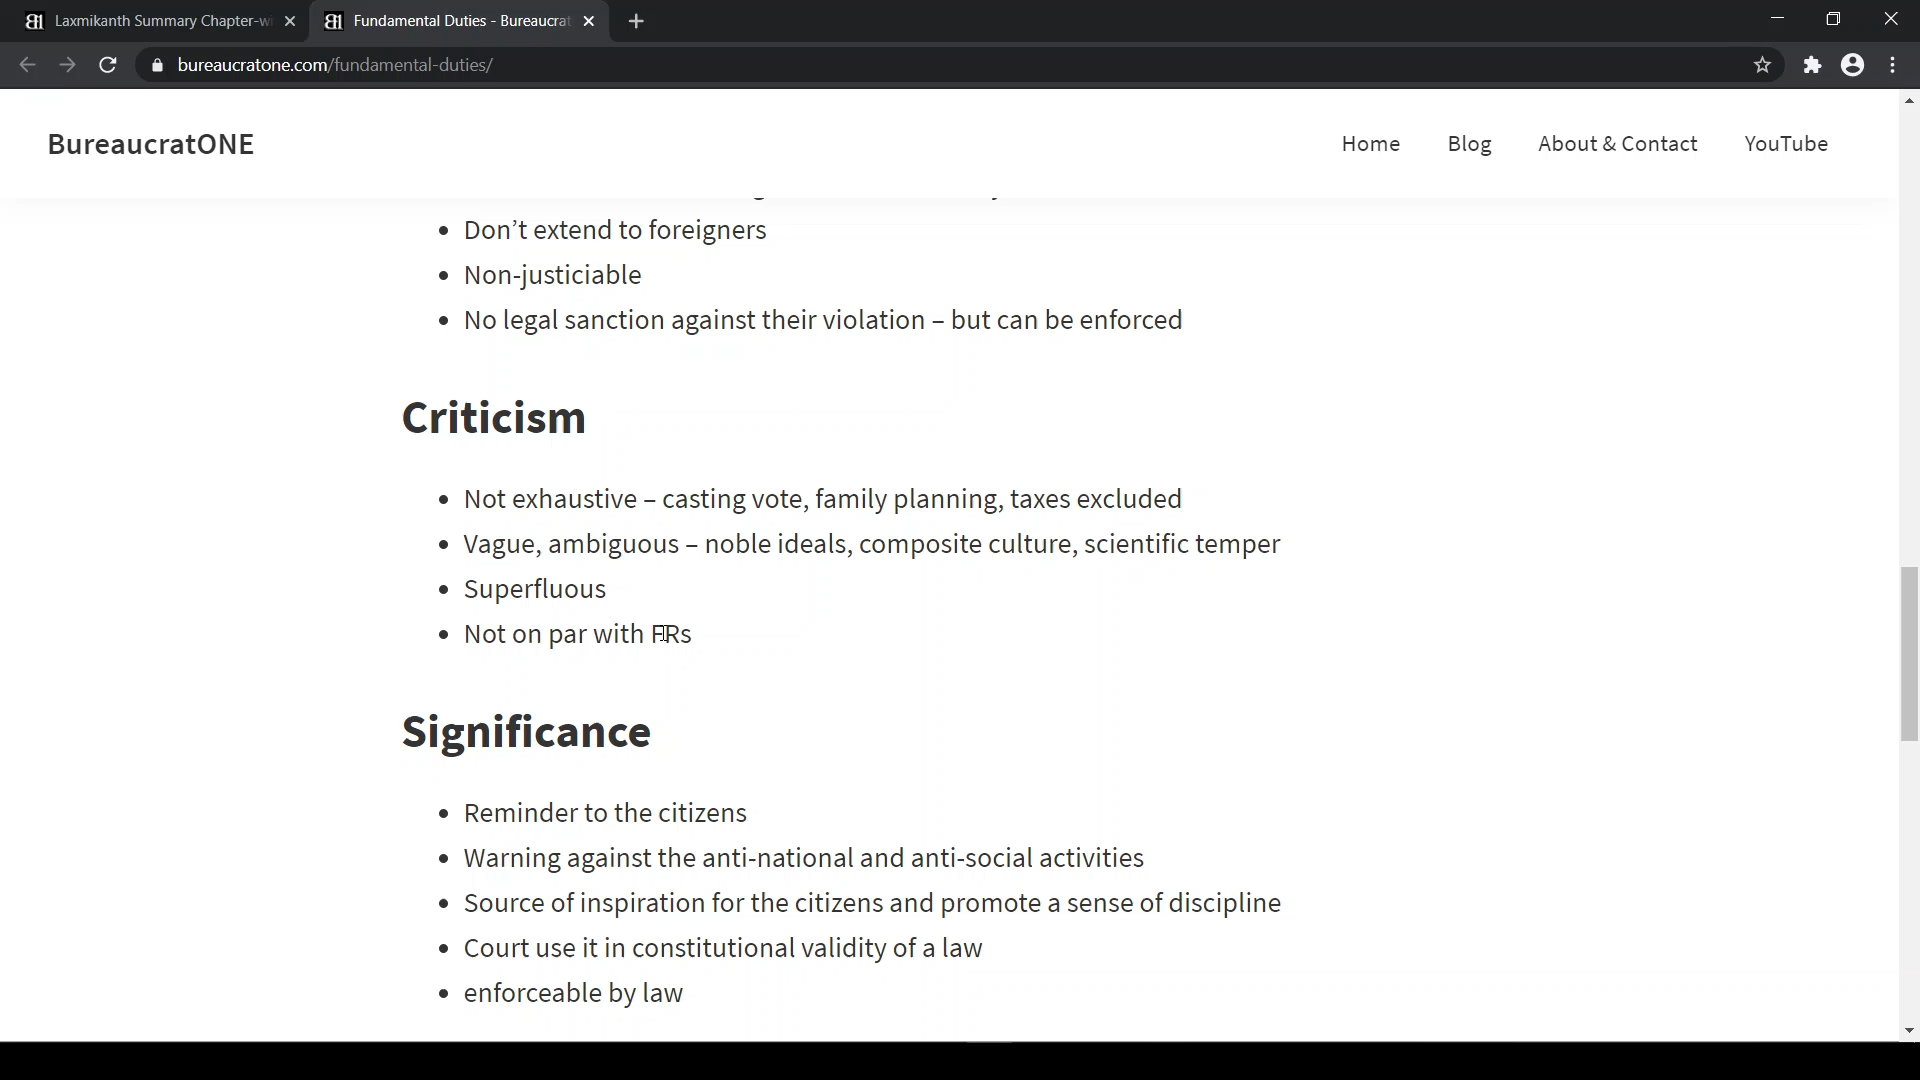 Laxmikanth Summary Chapter-wi
Fundamental Duties - Bureaucrat
bureaucratone.com/fundamental-duties/
BureaucratONE
Home
Blog
About & Contact
YouTube
• Don’t extend to foreigners
• Non-justiciable
• No legal sanction against their violation – but can be enforced
Criticism
• Not exhaustive – casting vote, family planning, taxes excluded
• Vague, ambiguous – noble ideals, composite culture, scientific temper
• Superfluous
• Not on par with FRs
Significance
• Reminder to the citizens
• Warning against the anti-national and anti-social activities
• Source of inspiration for the citizens and promote a sense of discipline
• Court use it in constitutional validity of a law
• enforceable by law